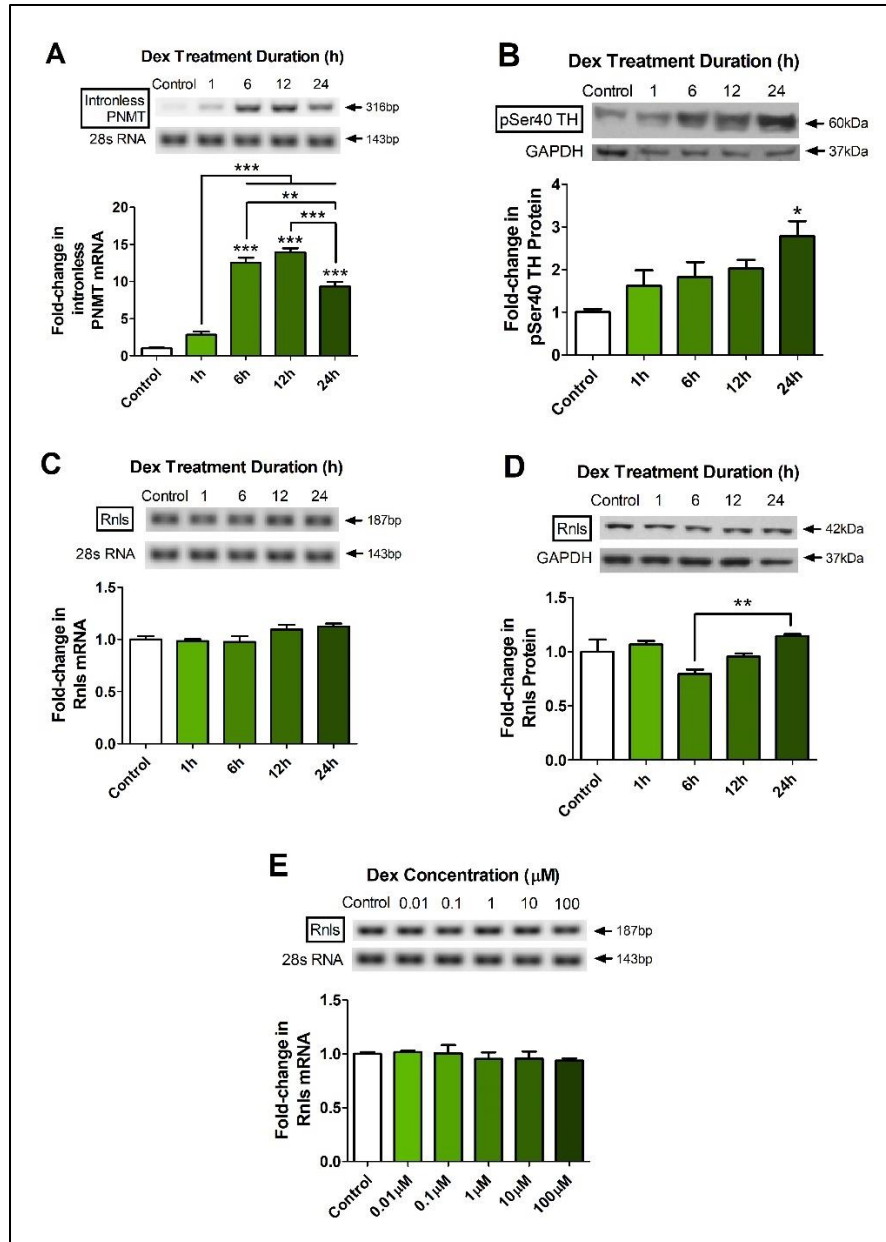 A
Dex Treatment Duration (h)
Control 1 6 12 24
Intronless
PNMT
316bp
28s RNA
143bp
***
**
***
*** *** ***
Fold-change in
intronless
PNMT mRNA
20
15
10
5
0
Control 1h 6h 12h 24h
B
Dex Treatment Duration (h)
Control 1 6 12 24
pSer40 TH
60kDa
GAPDH
37kDa
*
Fold-change in
pSer40 TH Protein
4
3
2
1
0
Control 1h 6h 12h 24h
C
Dex Treatment Duration (h)
Control 1 6 12 24
Rnls
187bp
28s RNA
143bp
Fold-change in
Rnls mRNA
1.5
1.0
0.5
0.0
Control 1h 6h 12h 24h
D
Dex Treatment Duration (h)
Control 1 6 12 24
Rnls
42kDa
GAPDH
37kDa
**
Fold-change in
Rnls Protein
1.5
1.0
0.5
0.0
Control 1h 6h 12h 24h
E
Dex Concentration (μM)
Control 0.01 0.1 1 10 100
Rnls
187bp
28s RNA
143bp
Fold-change in
Rnls mRNA
1.5
1.0
0.5
0.0
Control 0.01μM 0.1μM 1μM 10μM 100μM